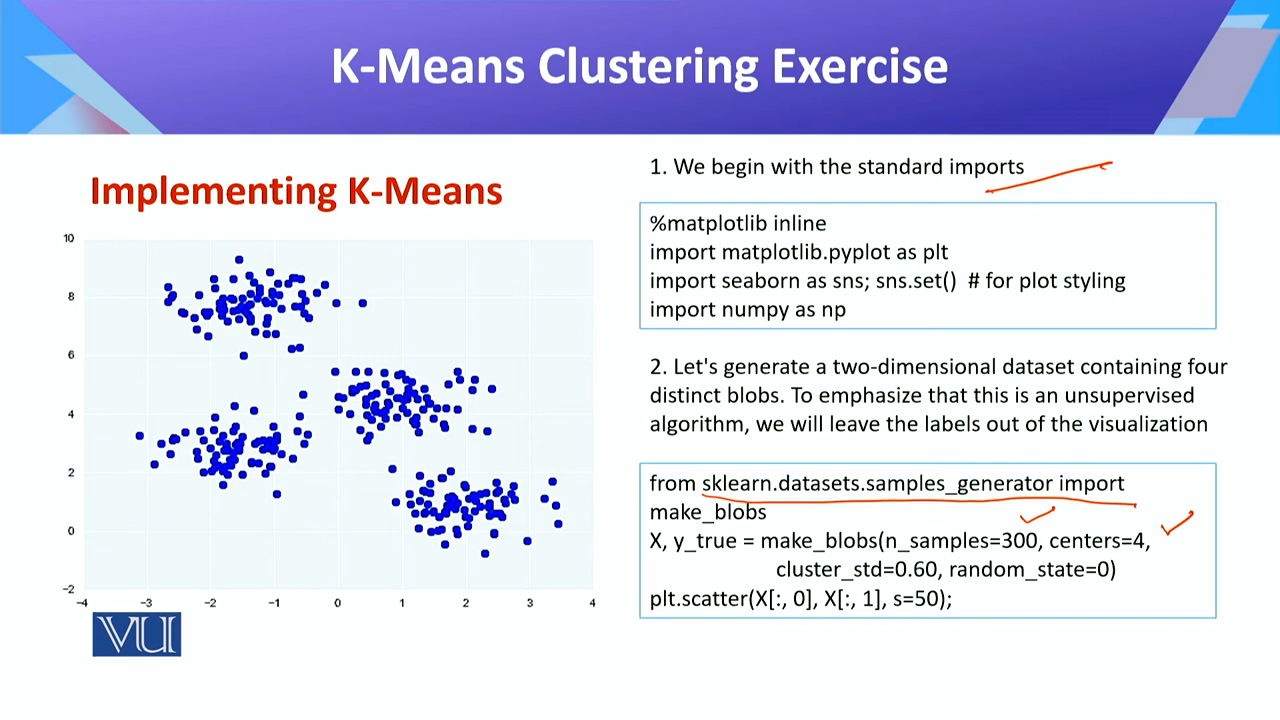 K-Means Clustering Exercise
Implementing K-Means
10
8
6
4
2
0
−2
−4
−3
−2
−1
0
1
2
3
4
VU
1. We begin with the standard imports
%matplotlib inline
import matplotlib.pyplot as plt
import seaborn as sns; sns.set()  # for plot styling
import numpy as np
2. Let's generate a two-dimensional dataset containing four
distinct blobs. To emphasize that this is an unsupervised
algorithm, we will leave the labels out of the visualization
from sklearn.datasets.samples_generator import
make_blobs
X, y_true = make_blobs(n_samples=300, centers=4,
cluster_std=0.60, random_state=0)
plt.scatter(X[:, 0], X[:, 1], s=50);